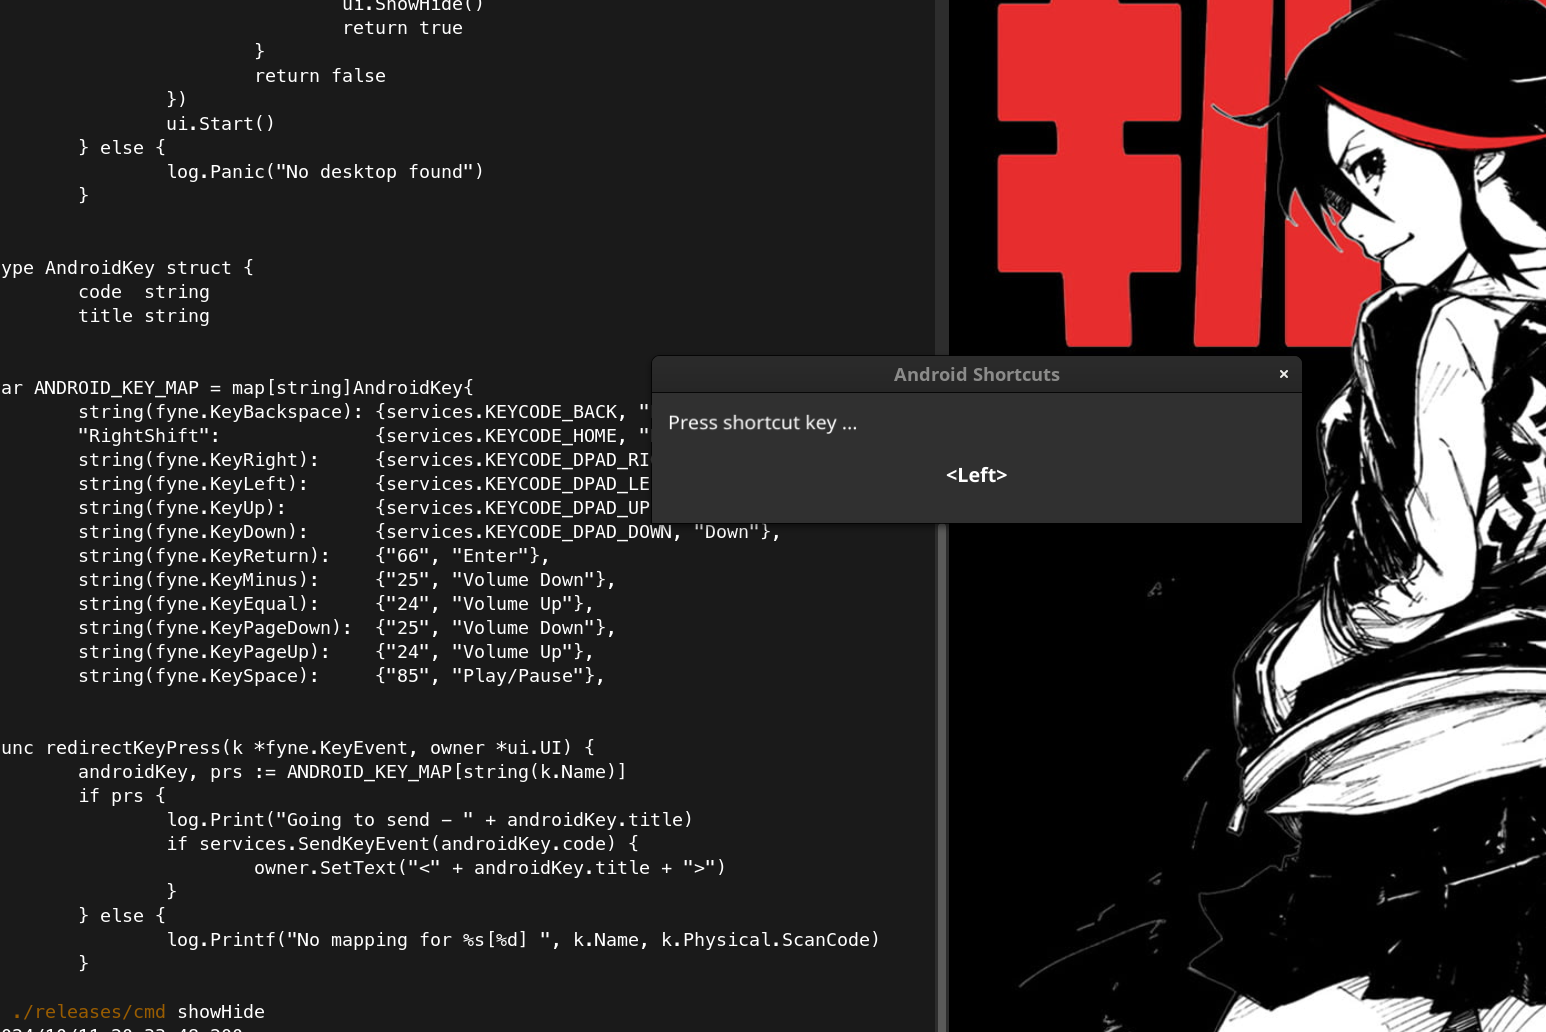 ui.ShowHide()
return true
}
return false
})
ui.Start()
} else {
log.Panic("No desktop found")
}
ype AndroidKey struct {
code string
title string
ar ANDROID_KEY_MAP = map[string]AndroidKey{
string(fyne.KeyBackspace): {services.KEYCODE_BACK, "
"RightShift": {services.KEYCODE_HOME, "
string(fyne.KeyRight): {services.KEYCODE_DPAD_RI
string(fyne.KeyLeft): {services.KEYCODE_DPAD_LE
string(fyne.KeyUp): {services.KEYCODE_DPAD_UP
string(fyne.KeyDown): {services.KEYCODE_DPAD_DOWN, "Down"},
string(fyne.KeyReturn): {"66", "Enter"},
string(fyne.KeyMinus): {"25", "Volume Down"},
string(fyne.KeyEqual): {"24", "Volume Up"},
string(fyne.KeyPageDown): {"25", "Volume Down"},
string(fyne.KeyPageUp): {"24", "Volume Up"},
string(fyne.KeySpace): {"85", "Play/Pause"},
unc redirectKeyPress(k *fyne.KeyEvent, owner *ui.UI) {
androidKey, prs := ANDROID_KEY_MAP[string(k.Name)]
if prs {
log.Print("Going to send – " + androidKey.title)
if services.SendKeyEvent(androidKey.code) {
owner.SetText("<" + androidKey.title + ">")
}
} else {
log.Printf("No mapping for %s[%d] ", k.Name, k.Physical.ScanCode)
}
./releases/cmd showHide
Android Shortcuts
×
Press shortcut key ...
<Left>